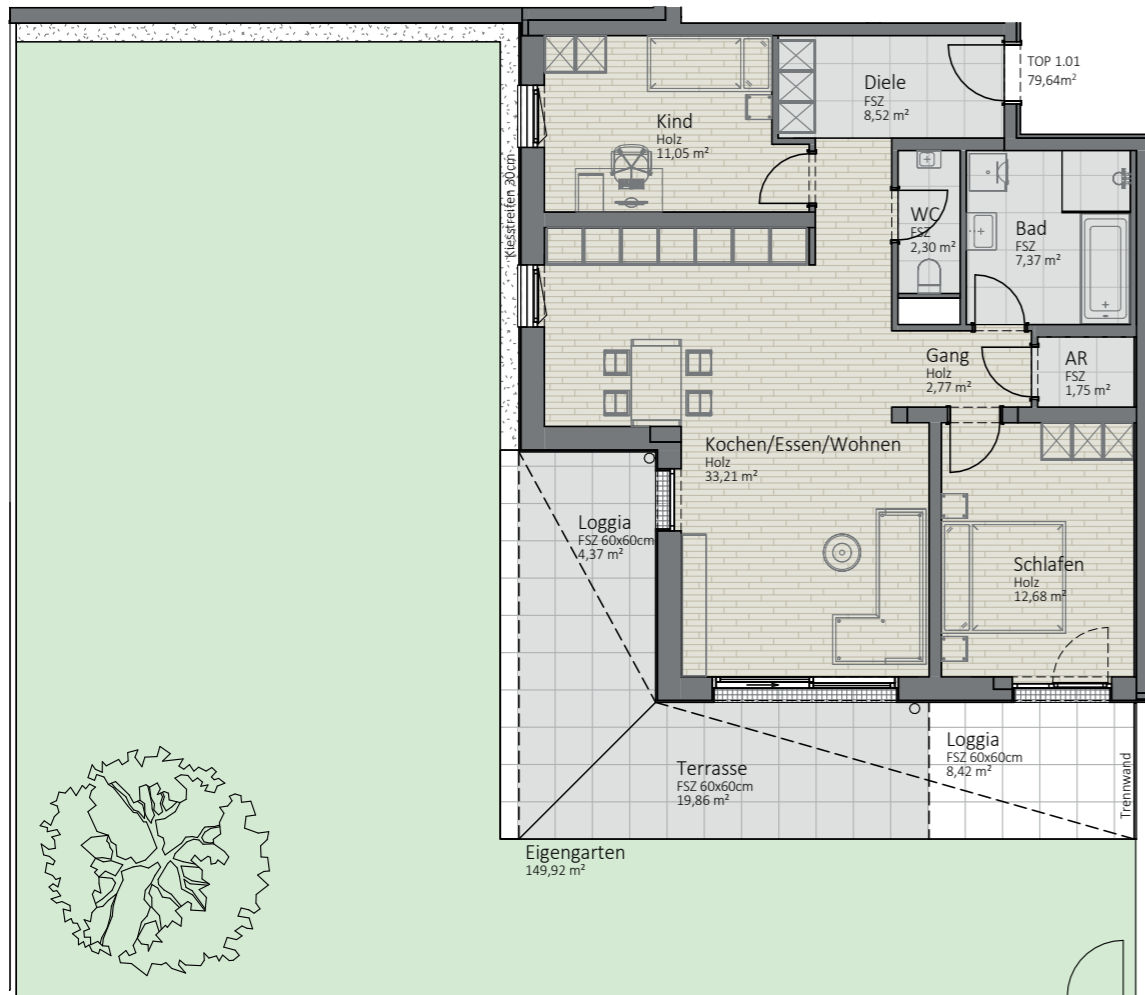 TOP 1.01
79,64m²
Diele
FSZ
8,52 m²
Kind
Holz
11,05 m²
Kiesstreifen 30cm
WC
FSZ
2,30 m²
Bad
FSZ
7,37 m²
Gang
Holz
2,77 m²
AR
FSZ
1,75 m²
Kochen/Essen/Wohnen
Holz
33,21 m²
Loggia
FSZ 60x60cm
4,37 m²
Schlafen
Holz
12,68 m²
Loggia
FSZ 60x60cm
8,42 m²
Trennwand
Terrasse
FSZ 60x60cm
19,86 m²
Eigengarten
149,92 m²